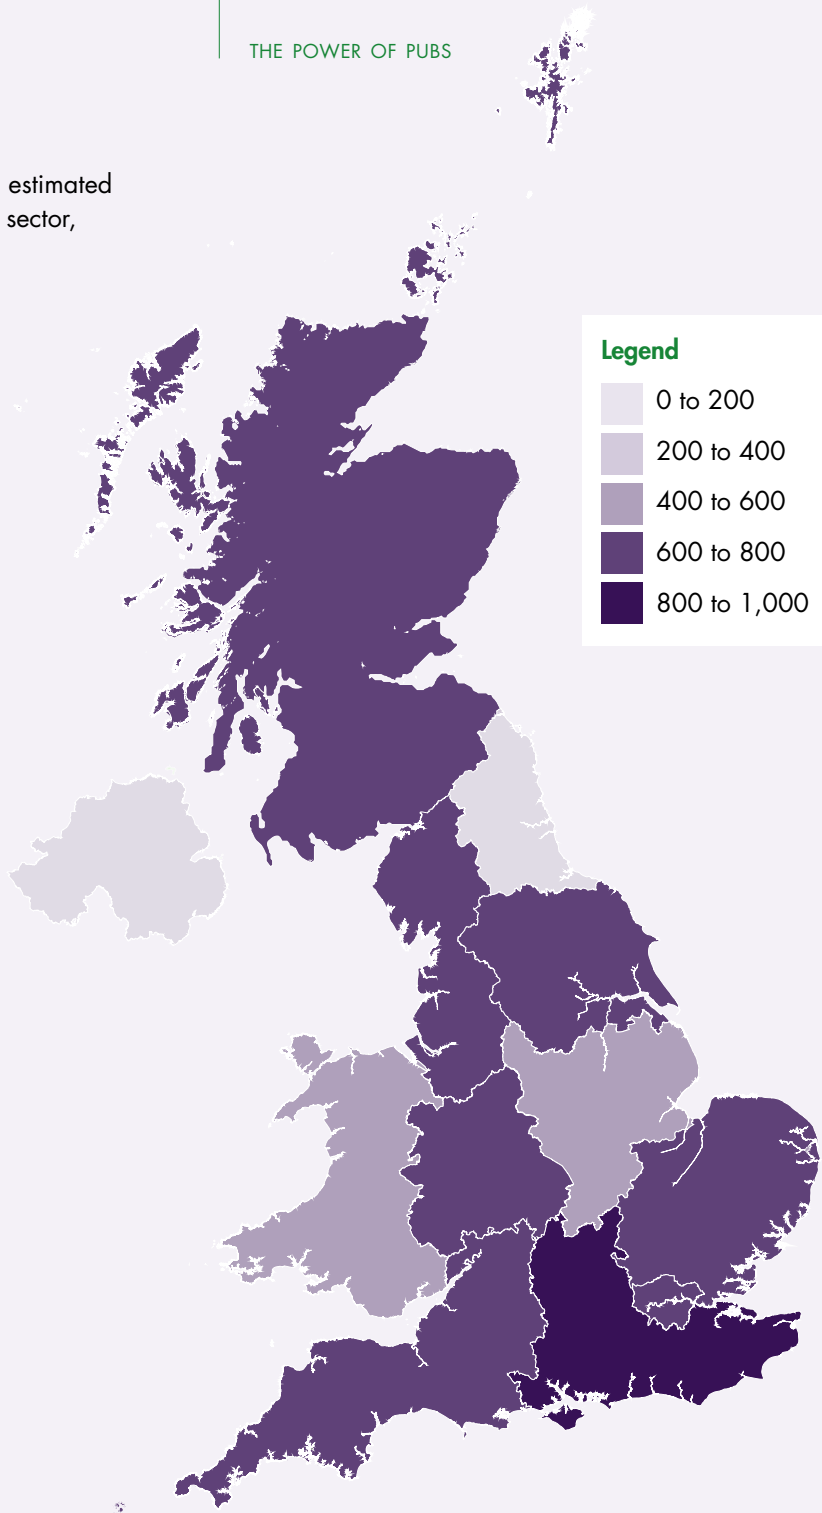 THE POWER OF PUBS
estimated
sector,
Legend
0 to 200
200 to 400
400 to 600
600 to 800
800 to 1,000